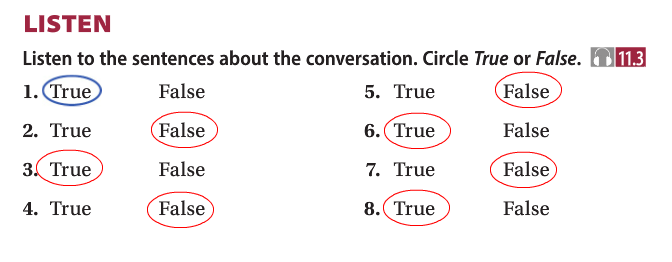 LISTEN
Listen to the sentences about the conversation. Circle True or False. 11.3
1. True False 5. True False
2. True False 6. True False
3. True False 7. True False
4. True False 8. True False